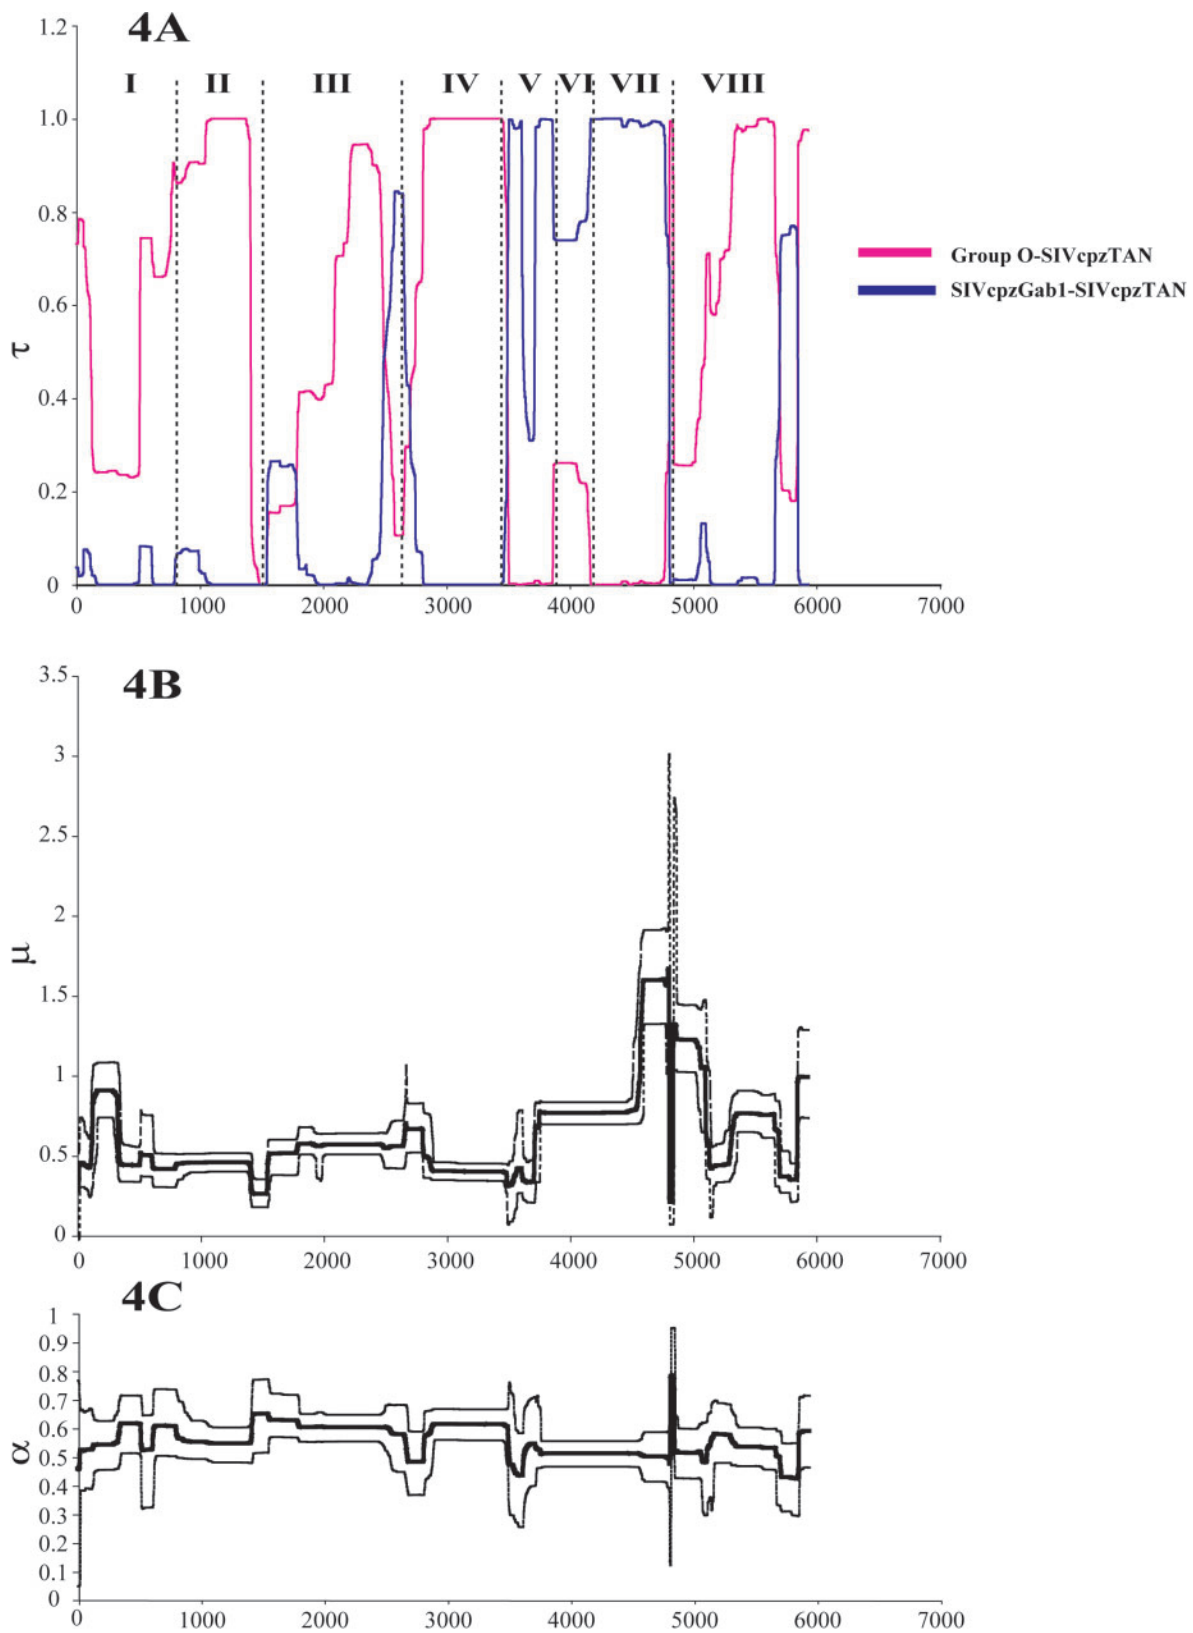 4A
1.2
I II III IV V VI VII VIII
1.0
0.8
Group O-SIVcpzTAN
0.6
SIVcpzGab1-SIVcpzTAN
τ
0.4
0.2
0
0 1000 2000 3000 4000 5000 6000 7000
4B
3.5
3
2.5
2
μ
1.5
1
0.5
0
0 1000 2000 3000 4000 5000 6000 7000
4C
1
0.9
0.8
0.7
0.6
α
0.5
0.4
0.3
0.2
0.1
0
0 1000 2000 3000 4000 5000 6000 7000